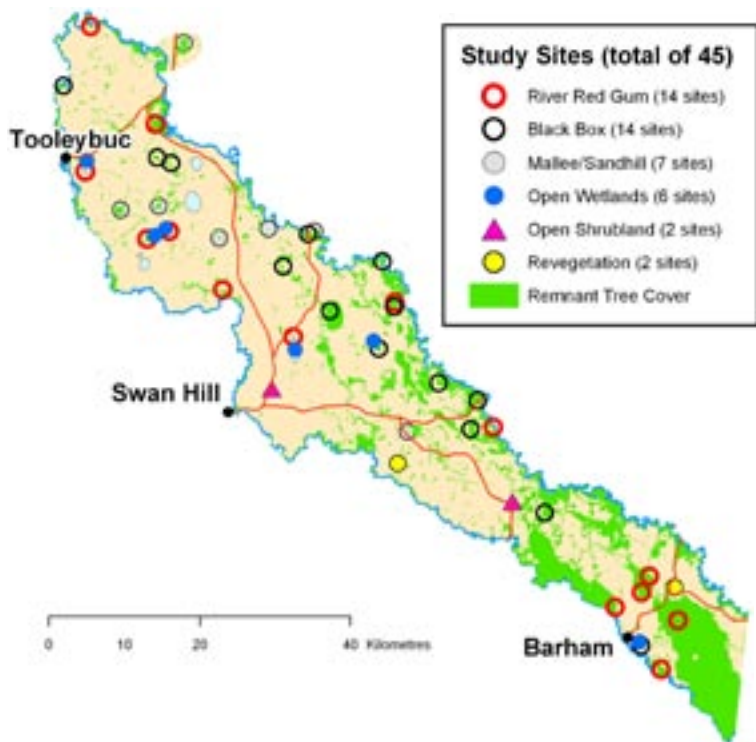 Study Sites (total of 45)
River Red Gum (14 sites)
Black Box (14 sites)
Mallee/Sandhill (7 sites)
Open Wetlands (6 sites)
Open Shrubland (2 sites)
Revegetation (2 sites)
Remnant Tree Cover
Tooleybuc
Swan Hill
Barham
0 10 20 40 Kilometres